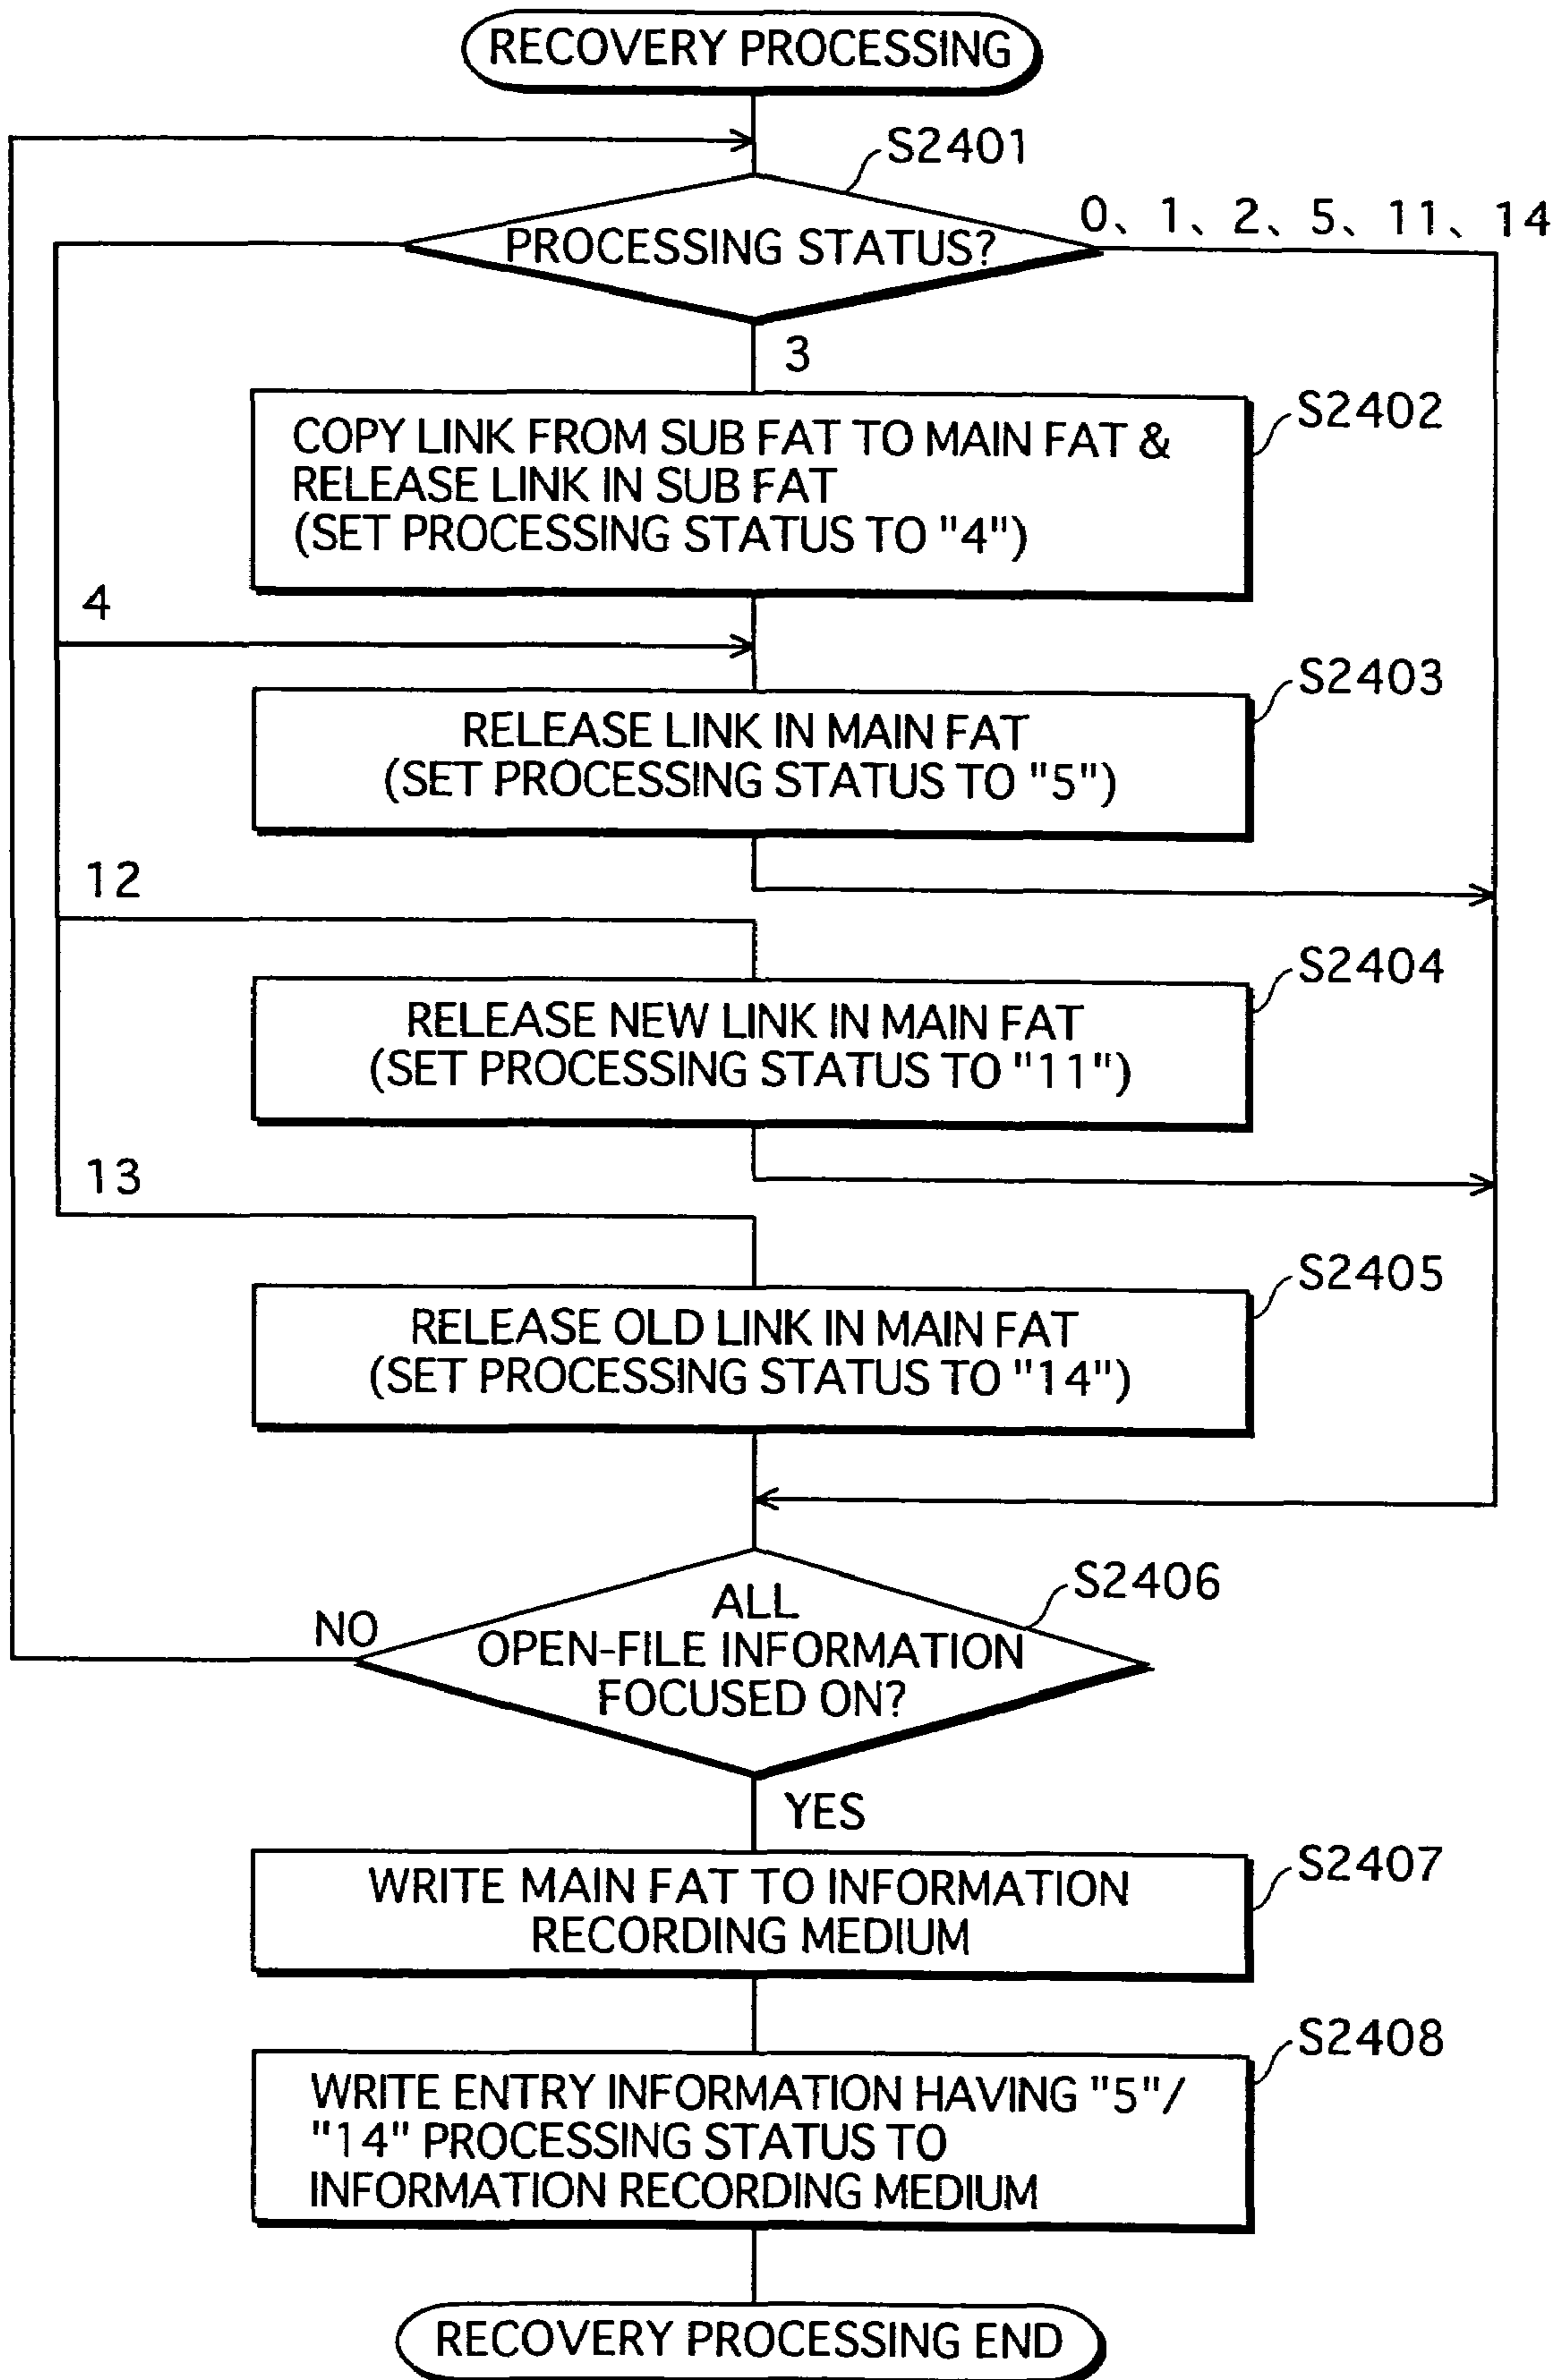 RECOVERY PROCESSING
S2401
0、1、2、5、11、14
PROCESSING STATUS?
3
S2402
COPY LINK FROM SUB FAT TO MAIN FAT &
RELEASE LINK IN SUB FAT
(SET PROCESSING STATUS TO "4")
4
S2403
RELEASE LINK IN MAIN FAT
(SET PROCESSING STATUS TO "5")
12
S2404
RELEASE NEW LINK IN MAIN FAT
(SET PROCESSING STATUS TO "11")
13
S2405
RELEASE OLD LINK IN MAIN FAT
(SET PROCESSING STATUS TO "14")
S2406
NO
ALL
OPEN-FILE INFORMATION
FOCUSED ON?
YES
S2407
WRITE MAIN FAT TO INFORMATION
RECORDING MEDIUM
S2408
WRITE ENTRY INFORMATION HAVING "5"/
"14" PROCESSING STATUS TO
INFORMATION RECORDING MEDIUM
RECOVERY PROCESSING END